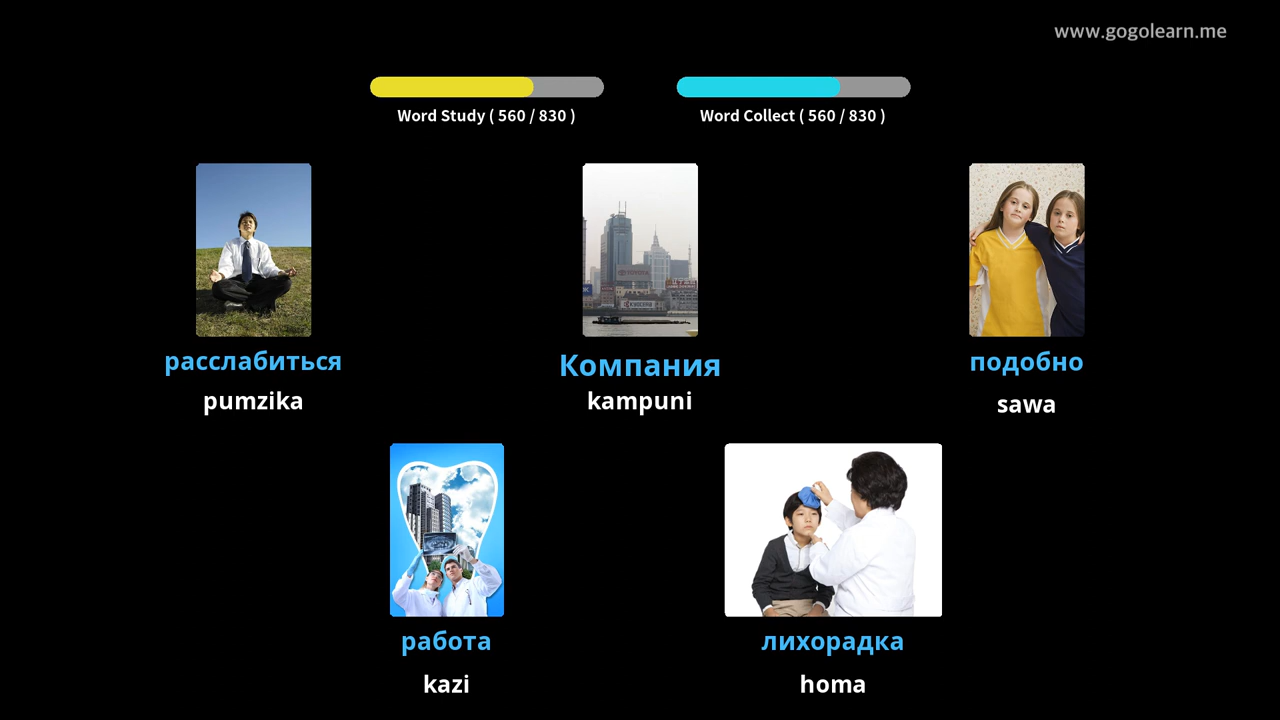 www.gogolearn.me
Word Study ( 560 / 830 )
Word Collect ( 560 / 830 )
TOYOTA
расслабиться
Компания
подобно
pumzika
kampuni
sawa
работа
лихорадка
kazi
homa